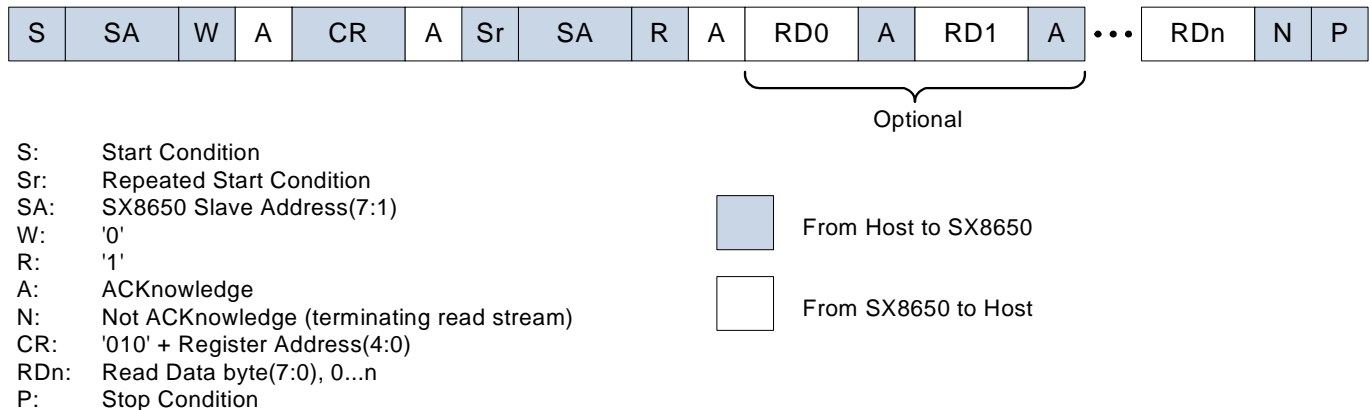 S SA W A CR A Sr SA R A RD0 A RD1 A ••• RDn N P
Optional
S: Start Condition
Sr: Repeated Start Condition
SA: SX8650 Slave Address(7:1)
W: '0'
R: '1'
A: ACKnowledge
N: Not ACKnowledge (terminating read stream)
CR: '010' + Register Address(4:0)
RDn: Read Data byte(7:0), 0...n
P: Stop Condition
From Host to SX8650
From SX8650 to Host